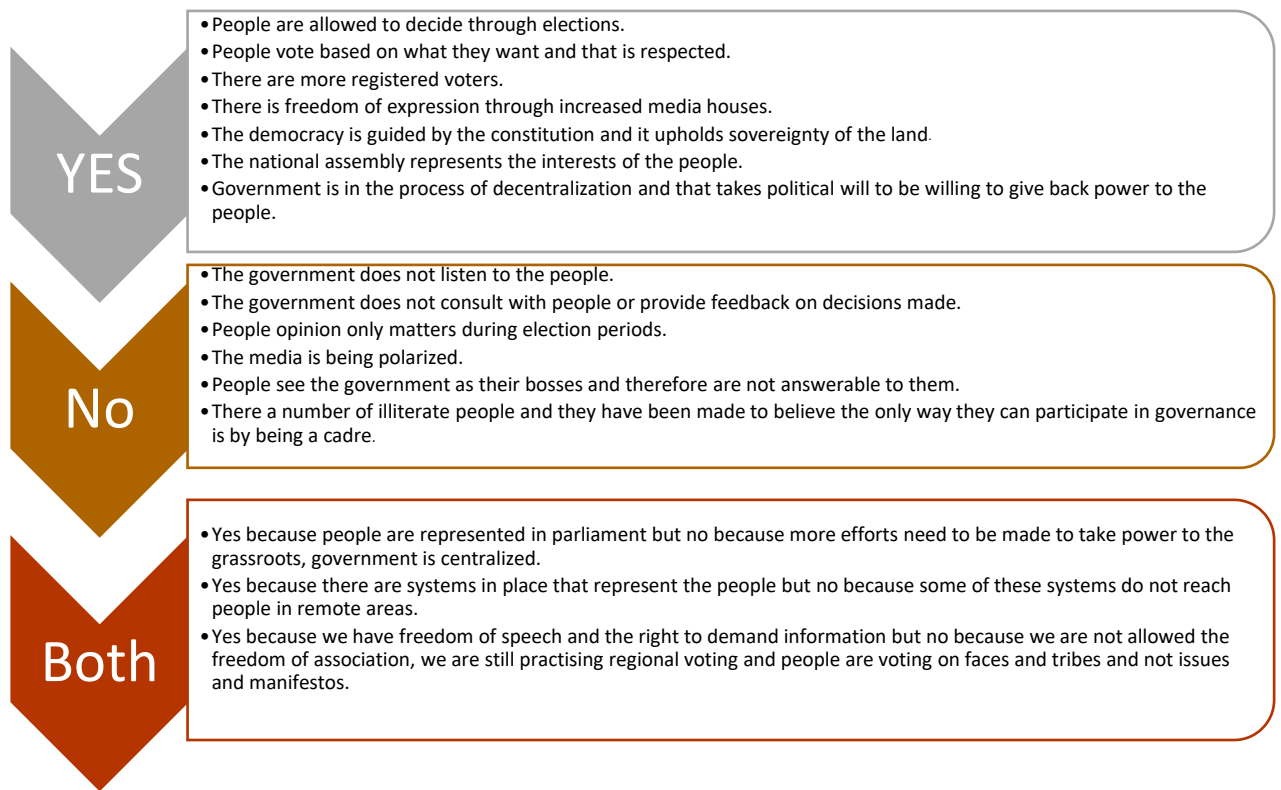 YES
•People are allowed to decide through elections.
•People vote based on what they want and that is respected.
•There are more registered voters.
•There is freedom of expression through increased media houses.
•The democracy is guided by the constitution and it upholds sovereignty of the land.
•The national assembly represents the interests of the people.
•Government is in the process of decentralization and that takes political will to be willing to give back power to the
people.
No
•The government does not listen to the people.
•The government does not consult with people or provide feedback on decisions made.
•People opinion only matters during election periods.
•The media is being polarized.
•People see the government as their bosses and therefore are not answerable to them.
•There a number of illiterate people and they have been made to believe the only way they can participate in governance
is by being a cadre.
Both
•Yes because people are represented in parliament but no because more efforts need to be made to take power to the
grassroots, government is centralized.
•Yes because there are systems in place that represent the people but no because some of these systems do not reach
people in remote areas.
•Yes because we have freedom of speech and the right to demand information but no because we are not allowed the
freedom of association, we are still practising regional voting and people are voting on faces and tribes and not issues
and manifestos.